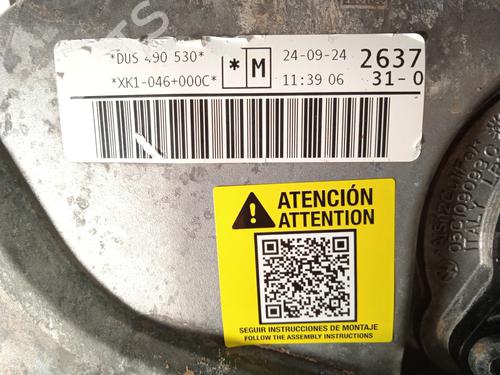 *DUS 490 530*
*XK1-046+000C*
* M
24-09-24
11:39 06
2637
31-0
ATENCIÓN
ATTENTION
SEGUIR INSTRUCCIONES DE MONTAJE
FOLLOW THE ASSEMBLY INSTRUCTIONS
ITALY